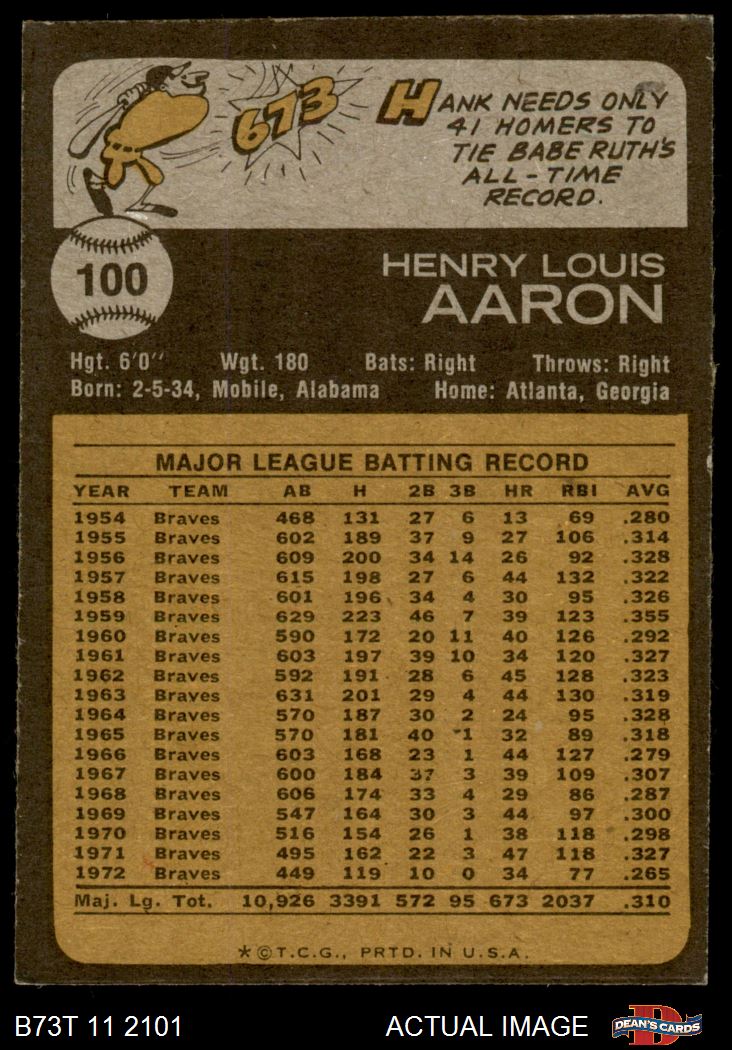 673
HANK NEEDS ONLY
41 HOMERS TO
TIE BABE RUTH'S
ALL-TIME
RECORD.
100
HENRY LOUIS
AARON
Hgt. 6'0" Wgt. 180 Bats: Right Throws: Right
Born: 2-5-34, Mobile, Alabama Home: Atlanta, Georgia
MAJOR LEAGUE BATTING RECORD
YEAR TEAM AB H 2B 3B HR RBI AVG
1954 Braves 468 131 27 6 13 69 .280
1955 Braves 602 189 37 9 27 106 .314
1956 Braves 609 200 34 14 26 92 .328
1957 Braves 615 198 27 6 44 132 .322
1958 Braves 601 196 34 4 30 95 .326
1959 Braves 629 223 46 7 39 123 .355
1960 Braves 590 172 20 11 40 126 .292
1961 Braves 603 197 39 10 34 120 .327
1962 Braves 592 191 28 6 45 128 .323
1963 Braves 631 201 29 4 44 130 .319
1964 Braves 570 187 30 2 24 95 .328
1965 Braves 570 181 40 1 32 89 .318
1966 Braves 603 168 23 1 44 127 .279
1967 Braves 600 184 37 3 39 109 .307
1968 Braves 606 174 33 4 29 86 .287
1969 Braves 547 164 30 3 44 97 .300
1970 Braves 516 154 26 1 38 118 .298
1971 Braves 495 162 22 3 47 118 .327
1972 Braves 449 119 10 0 34 77 .265
Maj. Lg. Tot. 10,926 3391 572 95 673 2037 .310
*©T.C.G., PRTD. IN U.S.A.
B73T 11 2101 ACTUAL IMAGE
D
DEAN'S CARDS